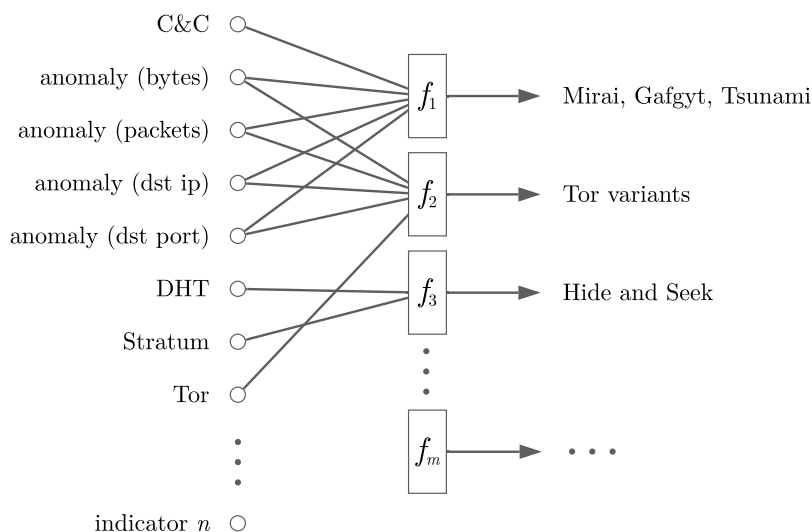 C&C
anomaly (bytes)
anomaly (packets)
anomaly (dst ip)
anomaly (dst port)
DHT
Stratum
Tor
indicator n
f1
f2
f3
fm
Mirai, Gafgyt, Tsunami
Tor variants
Hide and Seek